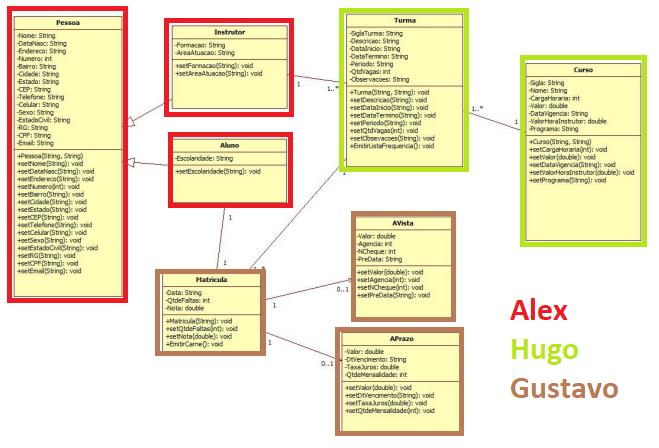 Pessoa
-Nome: String
-DataNasc: String
-Endereco: String
-Numero: int
-Bairro: String
-Cidade: String
-Estado: String
-CEP: String
-Telefone: String
-Celular: String
-Sexo: String
-EstadoCivil: String
-RG: String
-CPF: String
-Email: String
+Pessoa(String, String)
+setNome(String): void
+setDataNasc(String): void
+setEndereco(String): void
+setNumero(int): void
+setBairro(String): void
+setCidade(String): void
+setEstado(String): void
+setCEP(String): void
+setTelefone(String): void
+setCelular(String): void
+setSexo(String): void
+setEstadoCivil(String): void
+setRG(String): void
+setCPF(String): void
+setEmail(String): void
Instrutor
-Formacao: String
-AreaAtuacao: String
+setFormacao(String): void
+setAreaAtuacao(String): void
1
1..*
Aluno
-Escolaridade: String
+setEscolaridade(String): void
1
1
Turma
-SiglaTurma: String
-Descricao: String
-DataInicio: String
-DataTermino: String
-Periodo: String
-QtdVagas: int
-Observacoes: String
+Turma(String, String): void
+setDescricao(String): void
+setDataInicio(String): void
+setDataTermino(String): void
+setPeriodo(String): void
+setQtdVagas(int): void
+setObsevacoes(String): void
+EmitirListaFrequencia(): void
1..*
1
1
1..*
Curso
-Sigla: String
-Nome: String
-CargaHoraria: int
-Valor: double
-DataVigencia: String
-ValorHoraInstrutor: double
-Programa: String
+Curso(String, String)
+setCargaHoraria(int): void
+setValor(double): void
+setDataVigencia(String): void
+setValorHoraInstrutor(double): void
+setPrograma(String): void
Matricula
-Data: String
-QtdeFaltas: int
-Nota: double
+Matricula(String): void
+setQtdeFaltas(int): void
+setNota(double): void
+EmitirCarne(): void
1
0..1
1
0..1
AVista
-Valor: double
-Agencia: int
-NCheque: int
-PreData: String
+setValor(double): void
+setAgencia(int): void
+setNCheque(int): void
+setPreData(String): void
APrazo
-Valor: double
-DtVencimento: String
-TaxaJuros: double
-QtdeMensalidade: int
+setValor(double): void
+setDtVencimento(String): void
+setTaxaJuros(double): void
+setQtdeMensalidade(int): void
Alex
Hugo
Gustavo